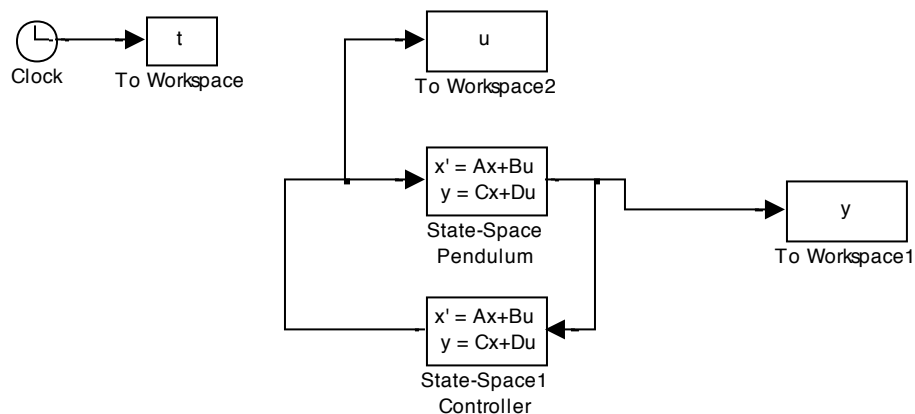 t
Clock
To Workspace
u
To Workspace2
x' = Ax+Bu
y = Cx+Du
State-Space
Pendulum
y
To Workspace1
x' = Ax+Bu
y = Cx+Du
State-Space1
Controller